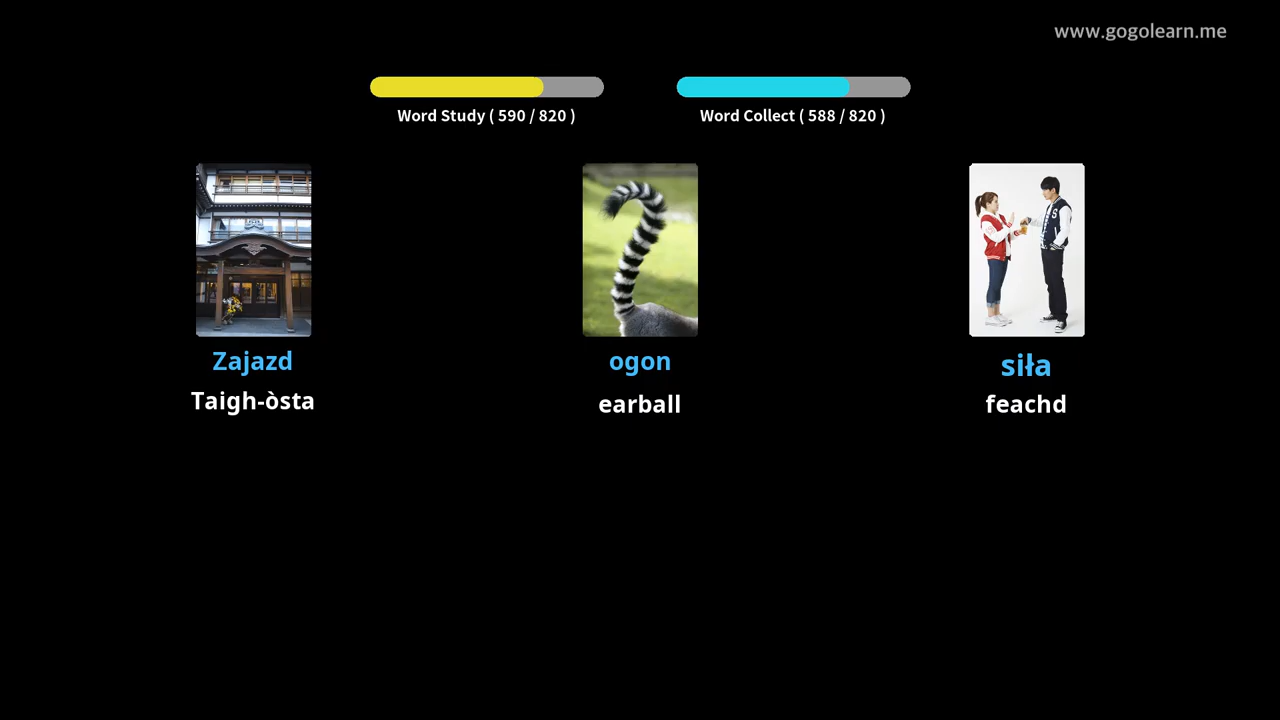 www.gogolearn.me
Word Study ( 590 / 820 )
Word Collect ( 588 / 820 )
Zajazd
Taigh-òsta
ogon
earball
siła
feachd